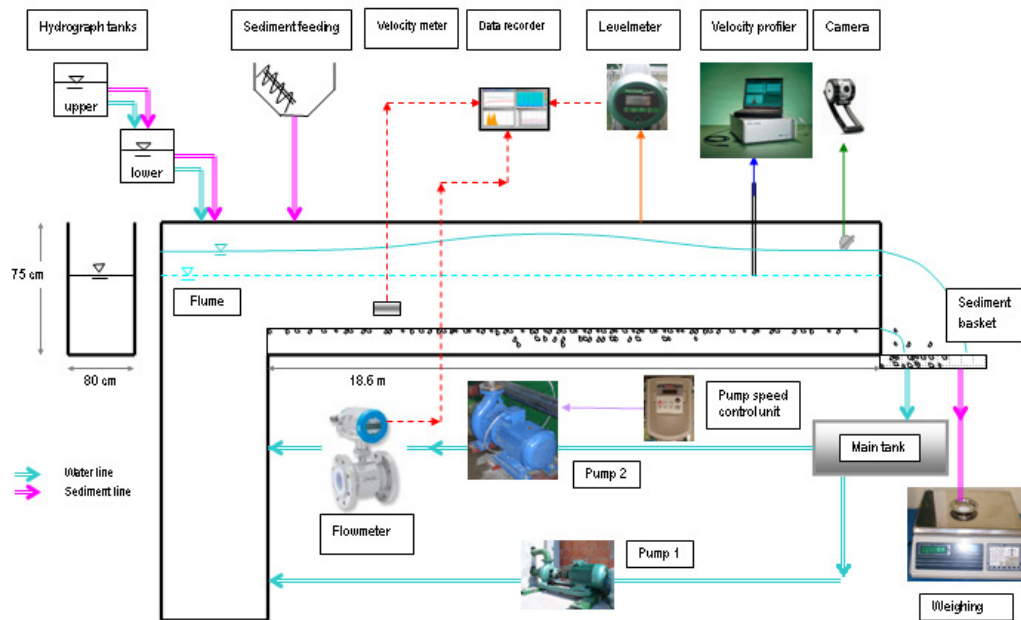 Hydrograph tanks
Sediment feeding
Velocity meter
Data recorder
Levelmeter
Velocity profiler
Camera
upper
lower
75 cm
Flume
Sediment
basket
80 cm
18.6 m
Pump speed
control unit
Main tank
Water line
Sediment line
Pump 2
Flowmeter
Pump 1
Weighing